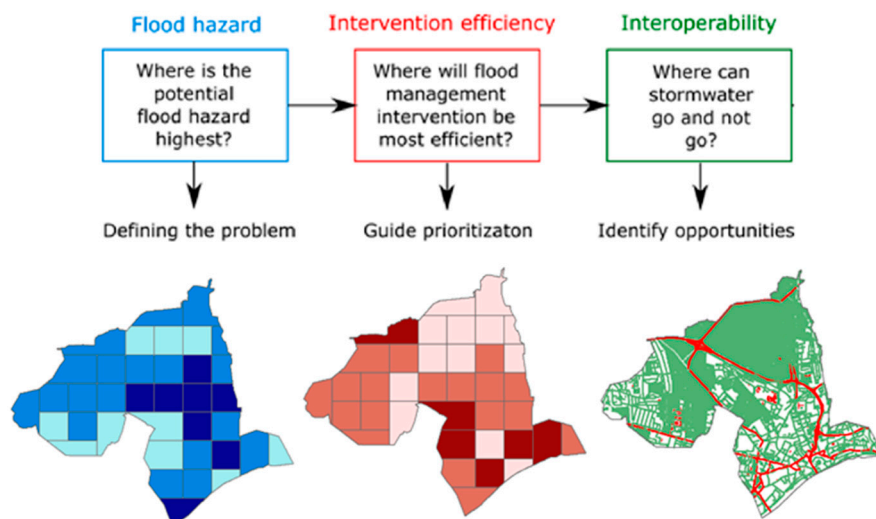 Flood hazard
Intervention efficiency
Interoperability
Where is the
potential
flood hazard
highest?
Where will flood
management
intervention be
most efficient?
Where can
stormwater
go and not
go?
Defining the problem
Guide prioritizaton
Identify opportunities